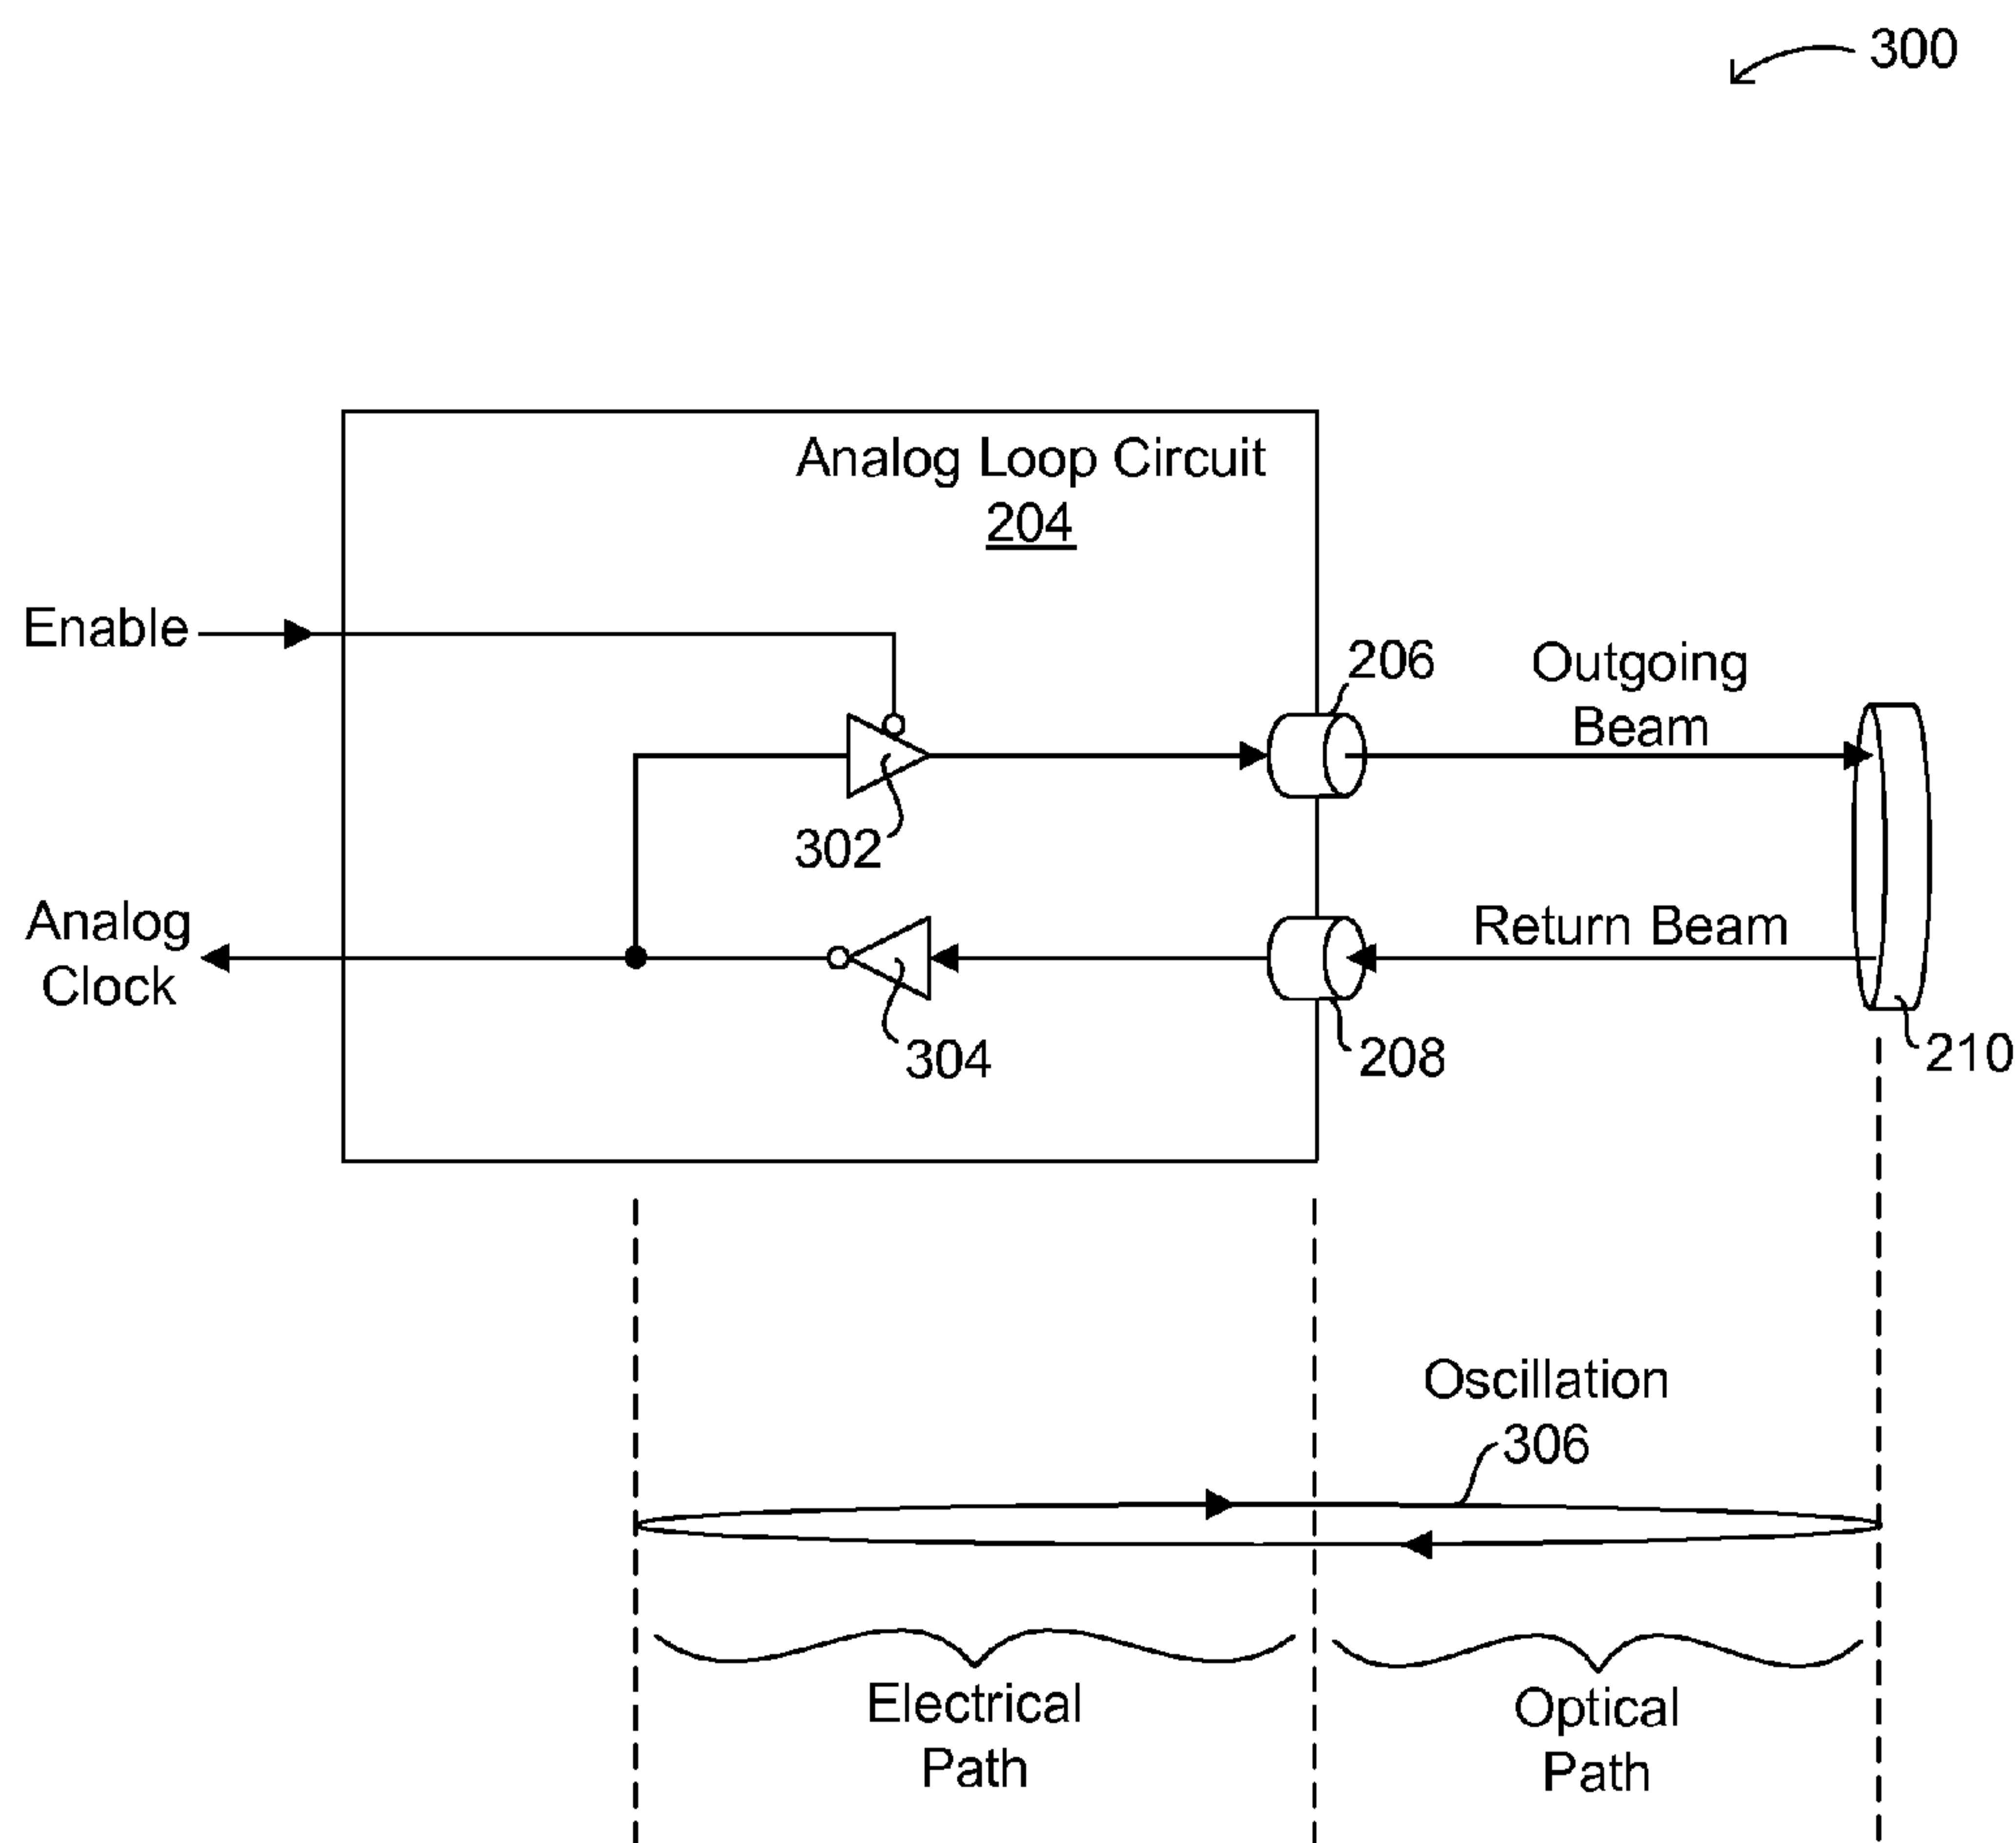 300
Analog Loop Circuit
204
Enable
206
Outgoing
Beam
302
Analog
Clock
Return Beam
304
208
210
Oscillation
306
Electrical
Path
Optical
Path